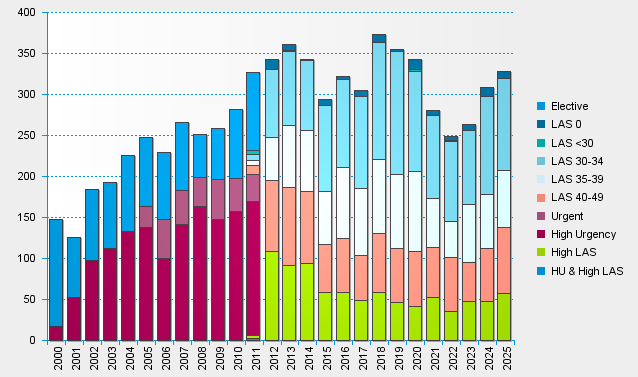 400
350
300
250
200
150
100
50
0
2000 2001 2002 2003 2004 2005 2006 2007 2008 2009 2010 2011 2012 2013 2014 2015 2016 2017 2018 2019 2020 2021 2022 2023 2024 2025
Elective
LAS 0
LAS <30
LAS 30-34
LAS 35-39
LAS 40-49
Urgent
High Urgency
High LAS
HU & High LAS